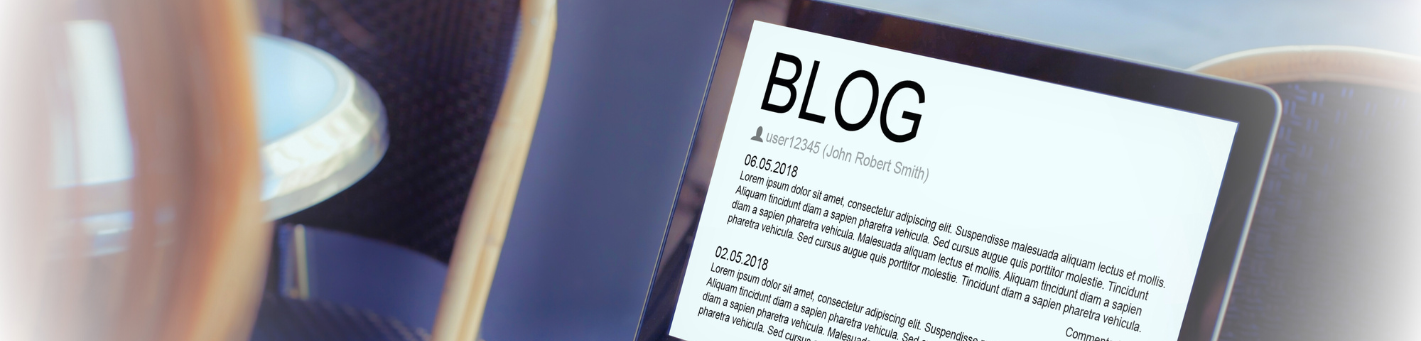 BLOG
user12345 (John Robert Smith)
06.05.2018
Lorem ipsum dolor sit amet, consectetur adipiscing elit. Suspendisse malesuada aliquam lectus et mollis.
Aliquam tincidunt diam a sapien pharetra vehicula. Sed cursus augue quis porttitor molestie. Tincidunt
diam a sapien pharetra vehicula. Malesuada aliquam lectus et mollis. Aliquam tincidunt diam a sapien
pharetra vehicula. Sed cursus augue quis porttitor molestie. Tincidunt diam a sapien pharetra vehicula.
Comment
02.05.2018
Lorem ipsum dolor sit amet, consectetur adipiscing elit. Suspendisse
Aliquam tincidunt diam a sapien pharetra vehicula. Sed c
diam a sapien pharetra vehicula. Malesua
pharetra vehicula. Sed cu